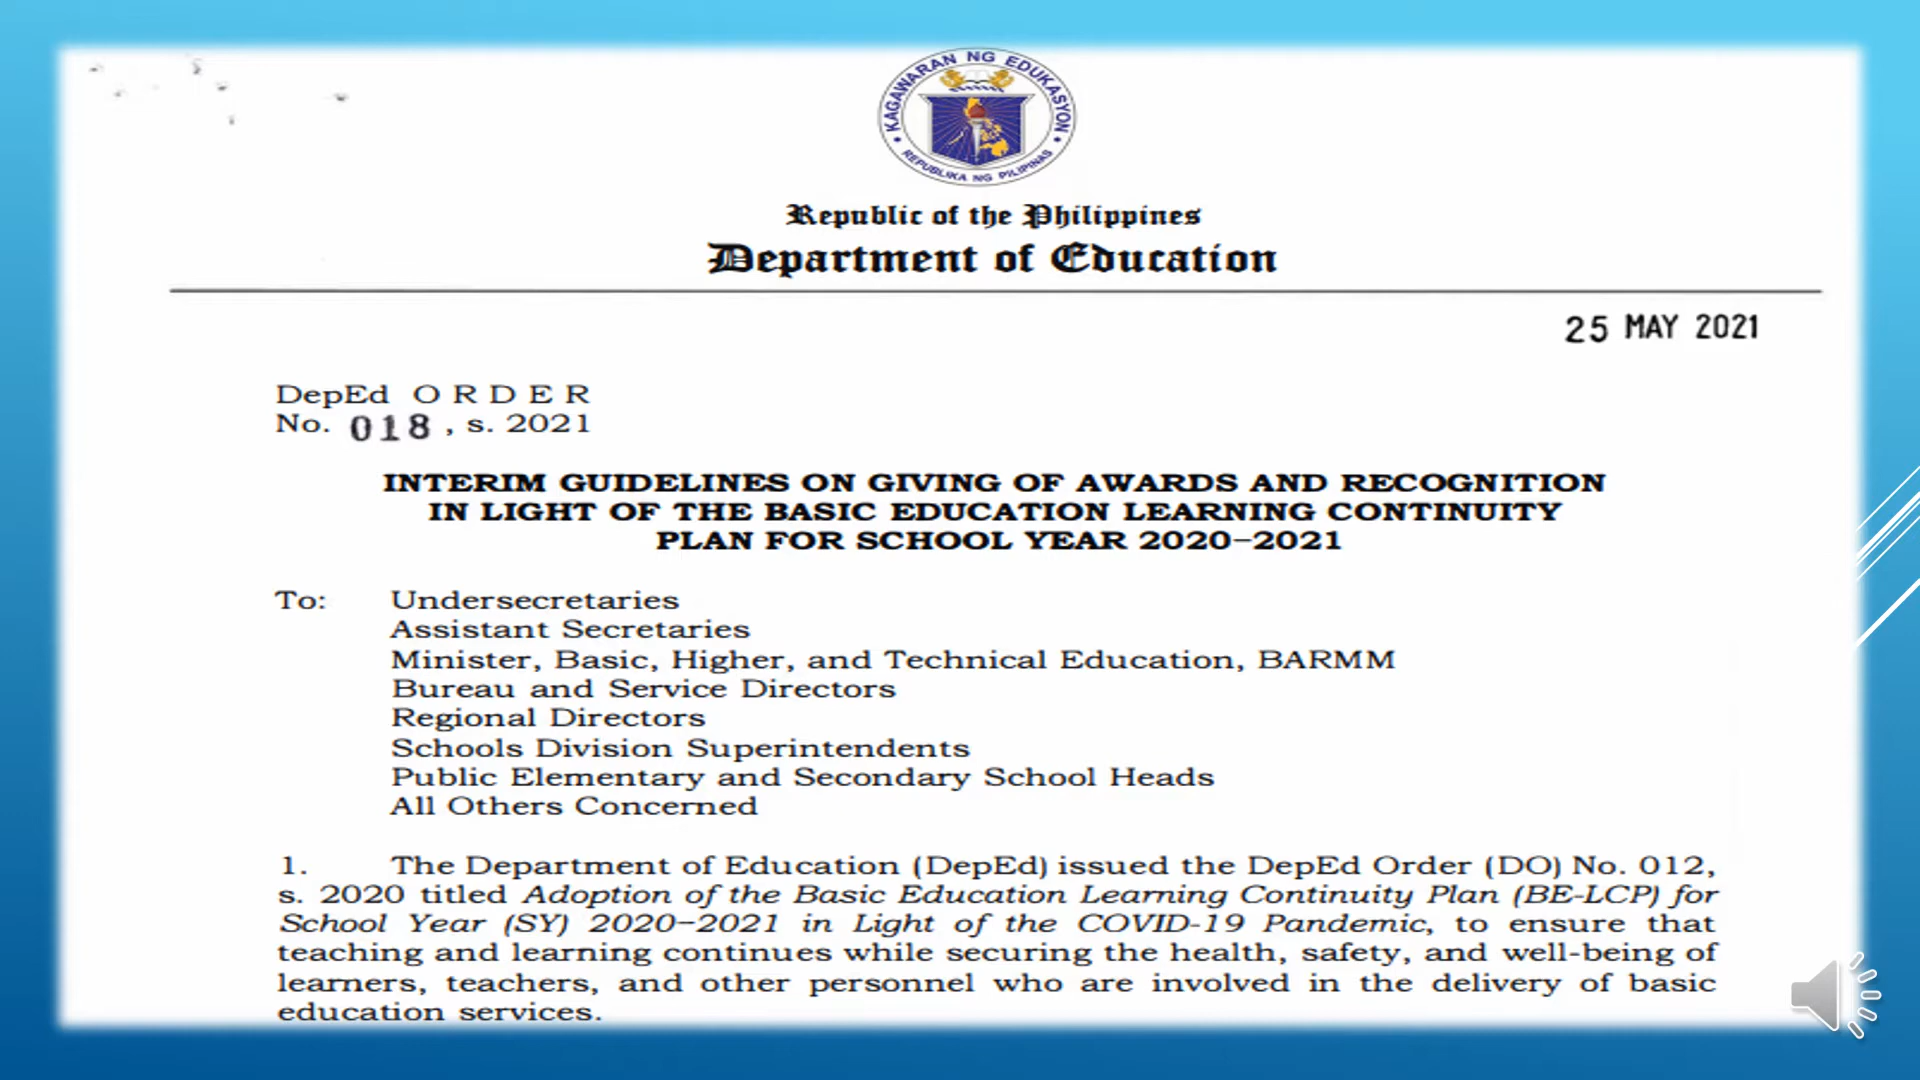 KAGAWARAN NG EDUKASYON
REPUBLIKA NG PILIPINAS
Republic of the Philippines
Department of Education
25 MAY 2021
DepEd O R D E R
No. 018 , s. 2021
INTERIM GUIDELINES ON GIVING OF AWARDS AND RECOGNITION
IN LIGHT OF THE BASIC EDUCATION LEARNING CONTINUITY
PLAN FOR SCHOOL YEAR 2020–2021
To: Undersecretaries
Assistant Secretaries
Minister, Basic, Higher, and Technical Education, BARMM
Bureau and Service Directors
Regional Directors
Schools Division Superintendents
Public Elementary and Secondary School Heads
All Others Concerned
1. The Department of Education (DepEd) issued the DepEd Order (DO) No. 012,
s. 2020 titled Adoption of the Basic Education Learning Continuity Plan (BE-LCP) for
School Year (SY) 2020–2021 in Light of the COVID-19 Pandemic, to ensure that
teaching and learning continues while securing the health, safety, and well-being of
learners, teachers, and other personnel who are involved in the delivery of basic
education services.